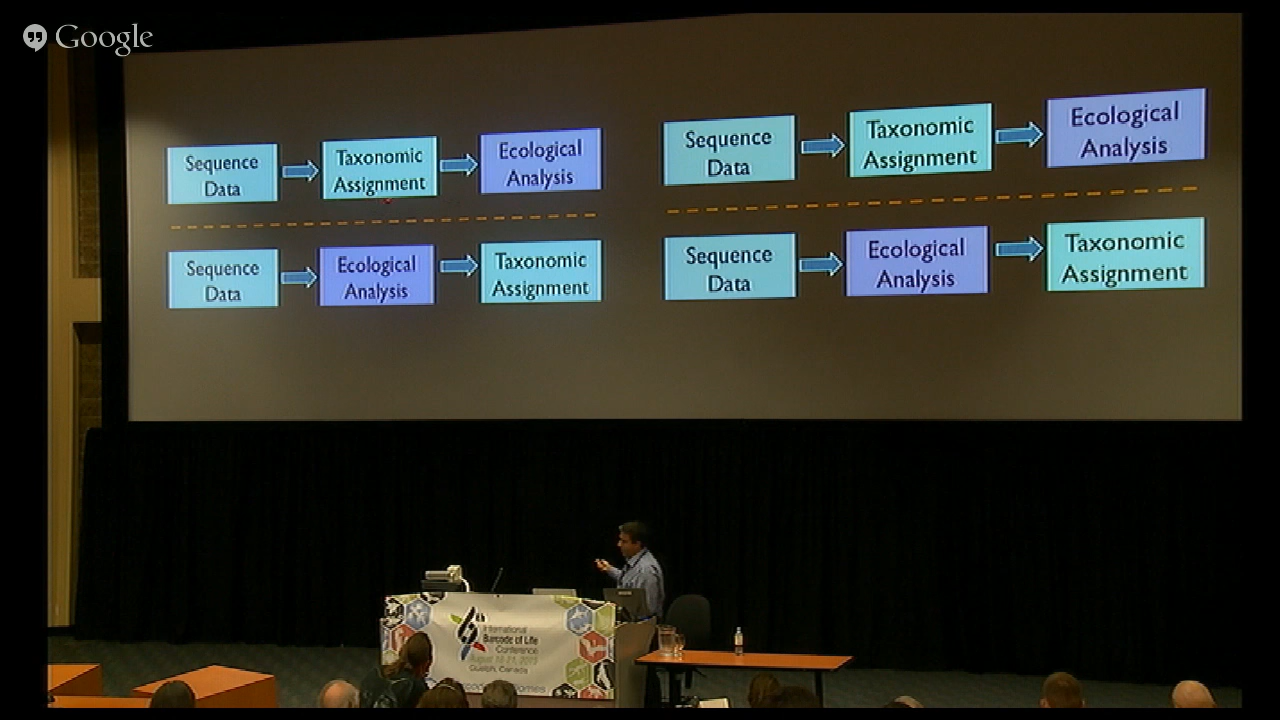 Google
Sequence
Data
Taxonomic
Assignment
Ecological
Analysis
Sequence
Data
Ecological
Analysis
Taxonomic
Assignment
Sequence
Data
Taxonomic
Assignment
Ecological
Analysis
Sequence
Data
Ecological
Analysis
Taxonomic
Assignment
International
Barcode of Life
Conference
Guelph, Canada